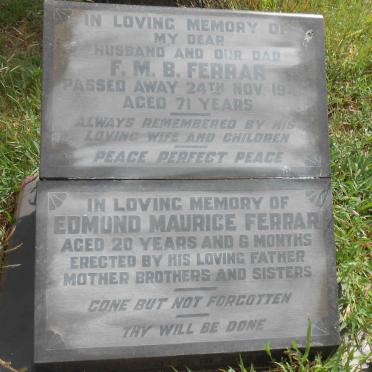 IN LOVING MEMORY OF
MY DEAR
HUSBAND AND OUR DAD
F. M. B. FERRAR
PASSED AWAY 24TH NOV. 19
AGED 71 YEARS
ALWAYS REMEMBERED BY HIS
LOVING WIFE AND CHILDREN
PEACE PERFECT PEACE
IN LOVING MEMORY OF
EDMUND MAURICE FERRAR
AGED 20 YEARS AND 6 MONTHS
ERECTED BY HIS LOVING FATHER
MOTHER BROTHERS AND SISTERS
GONE BUT NOT FORGOTTEN
THY WILL BE DONE